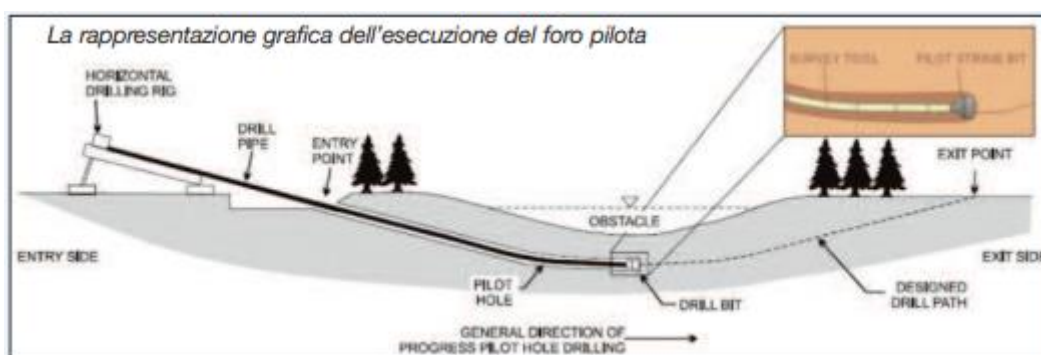 La rappresentazione grafica dell'esecuzione del foro pilota
SURVEY TOOL
PILOT STRING BIT
HORIZONTAL
DRILLING RIG
DRILL
PIPE
ENTRY
POINT
EXIT POINT
OBSTACLE
ENTRY SIDE
EXIT SIDE
PILOT
HOLE
DRILL BIT
DESIGNED
DRILL PATH
GENERAL DIRECTION OF
PROGRESS PILOT HOLE DRILLING